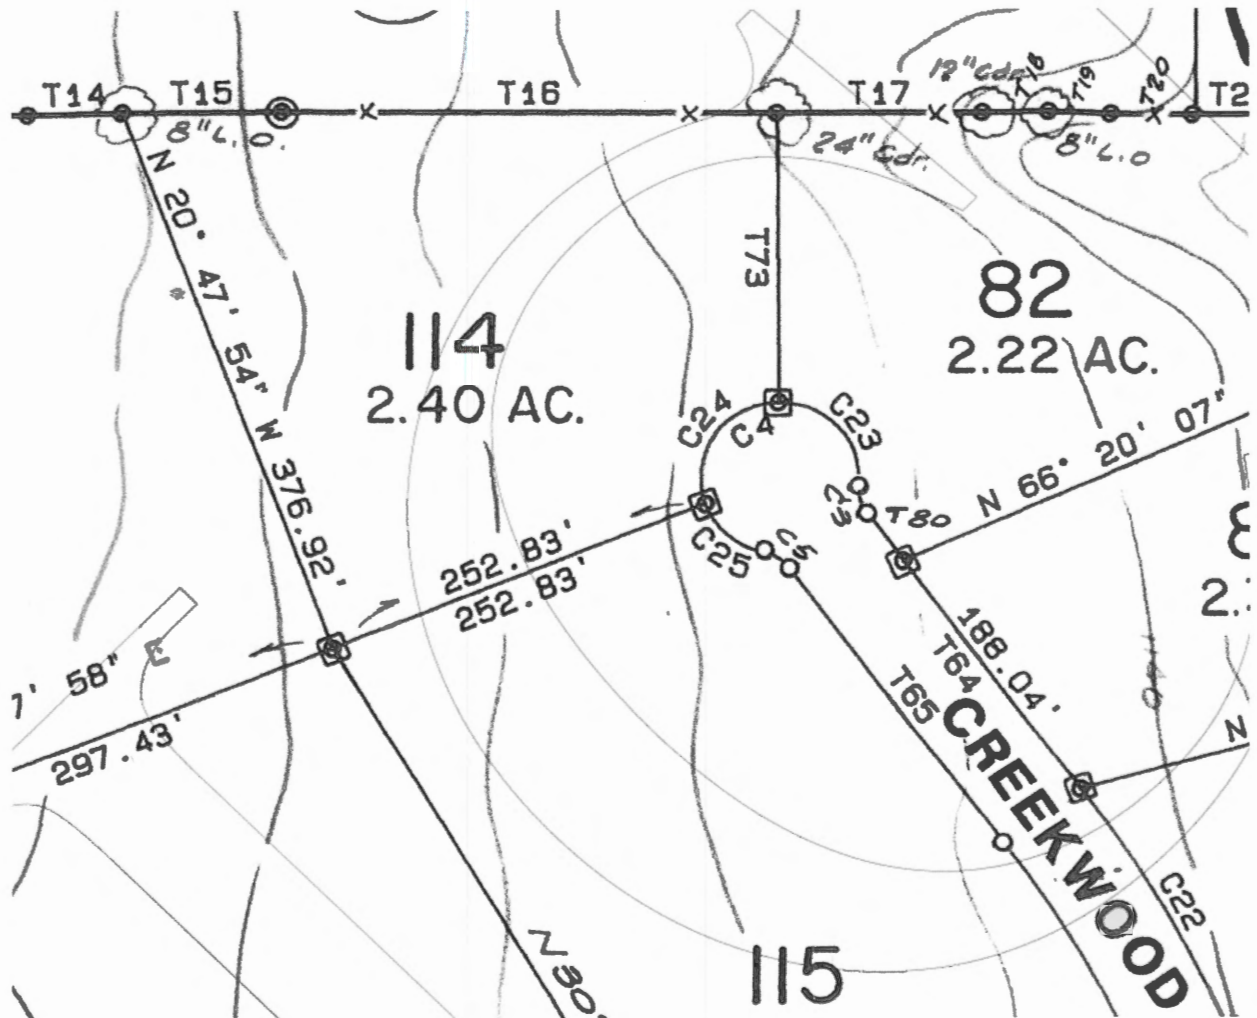 T14
T15
T16
T17
T18
T19
T20
T2
8" L.O.
24" Cdr.
8" L.O
N 20° 47' 54" W 376.92'
T73
114
2.40 AC.
82
2.22 AC.
C24
C4
C23
C3
T80
N 66° 20' 07"
252.83'
252.83'
C25
C5
188.04'
T64
T65
CREEKWOOD
C22
7' 58"
297.43'
E
2.
N
N30
115